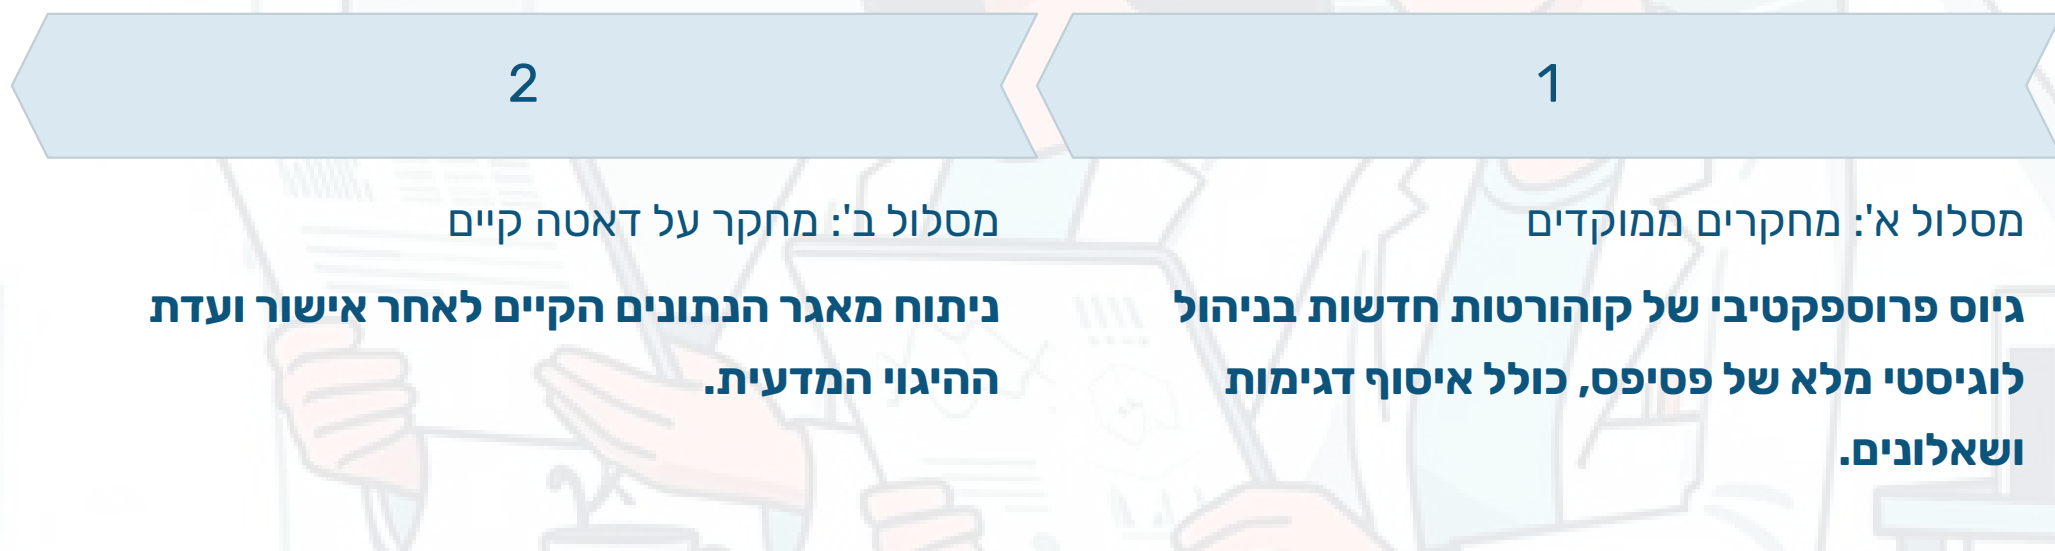 1
מסלול א': מחקרים ממוקדים
גיוס פרוספקטיבי של קוהורטות חדשות בניהול
לוגיסטי מלא של פסיפס, כולל איסוף דגימות
ושאלונים.
2
מסלול ב': מחקר על דאטה קיים
ניתוח מאגר הנתונים הקיים לאחר אישור ועדת
ההיגוי המדעית.